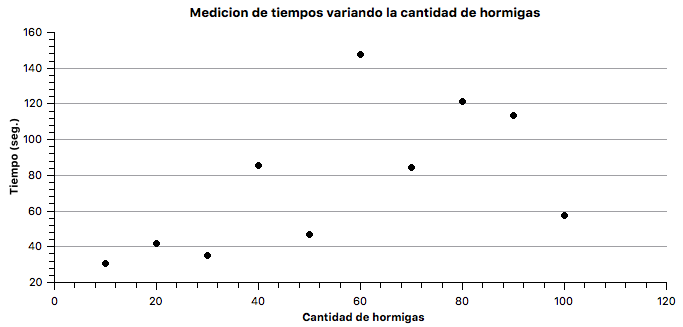 Medicion de tiempos variando la cantidad de hormigas
160
140
120
100
80
60
40
20
Tiempo (seg.)
0 20 40 60 80 100 120
Cantidad de hormigas